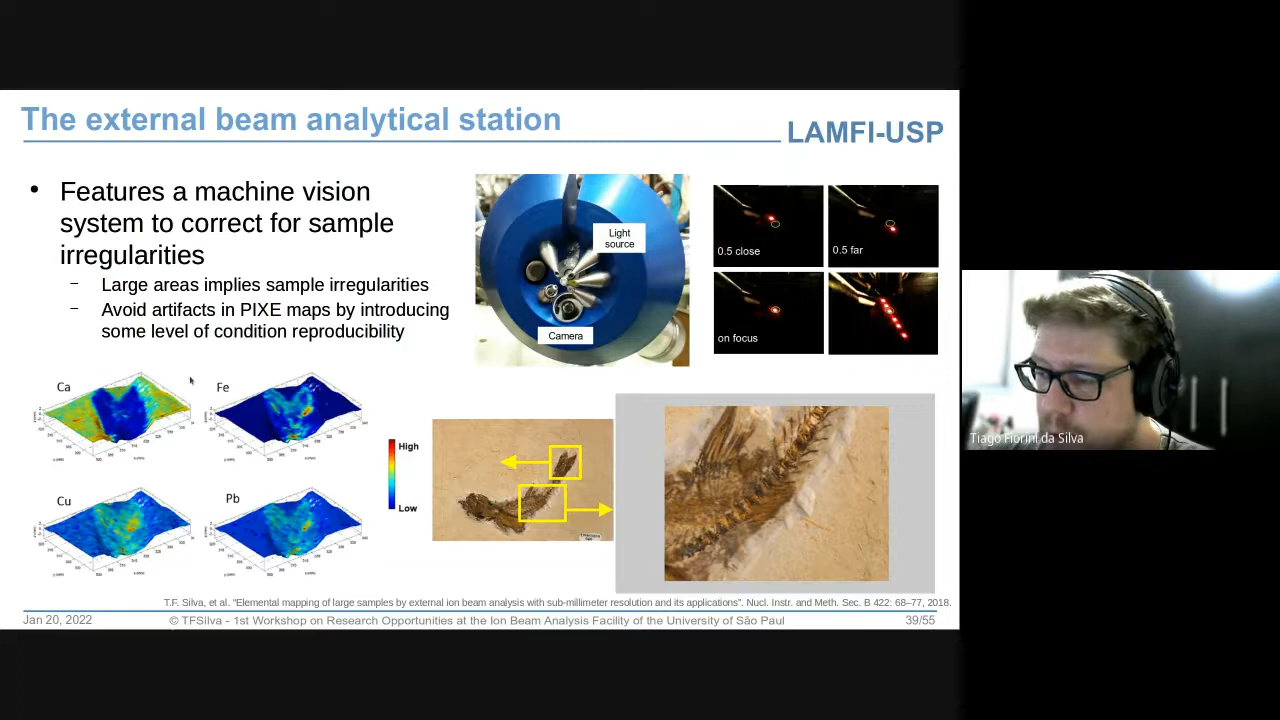 The external beam analytical station
LAMFI-USP
• Features a machine vision
system to correct for sample
irregularities
– Large areas implies sample irregularities
– Avoid artifacts in PIXE maps by introducing
some level of condition reproducibility
Light
source
Camera
0.5 close
0.5 far
on focus
Ca
Fe
Cu
Pb
High
Low
Tiago Fiorini da Silva
T.F. Silva, et al. “Elemental mapping of large samples by external ion beam analysis with sub-millimeter resolution and its applications”. Nucl. Instr. and Meth. Sec. B 422: 68–77, 2018.
Jan 20, 2022
© TFSilva - 1st Workshop on Research Opportunities at the Ion Beam Analysis Facility of the University of São Paul
39/55